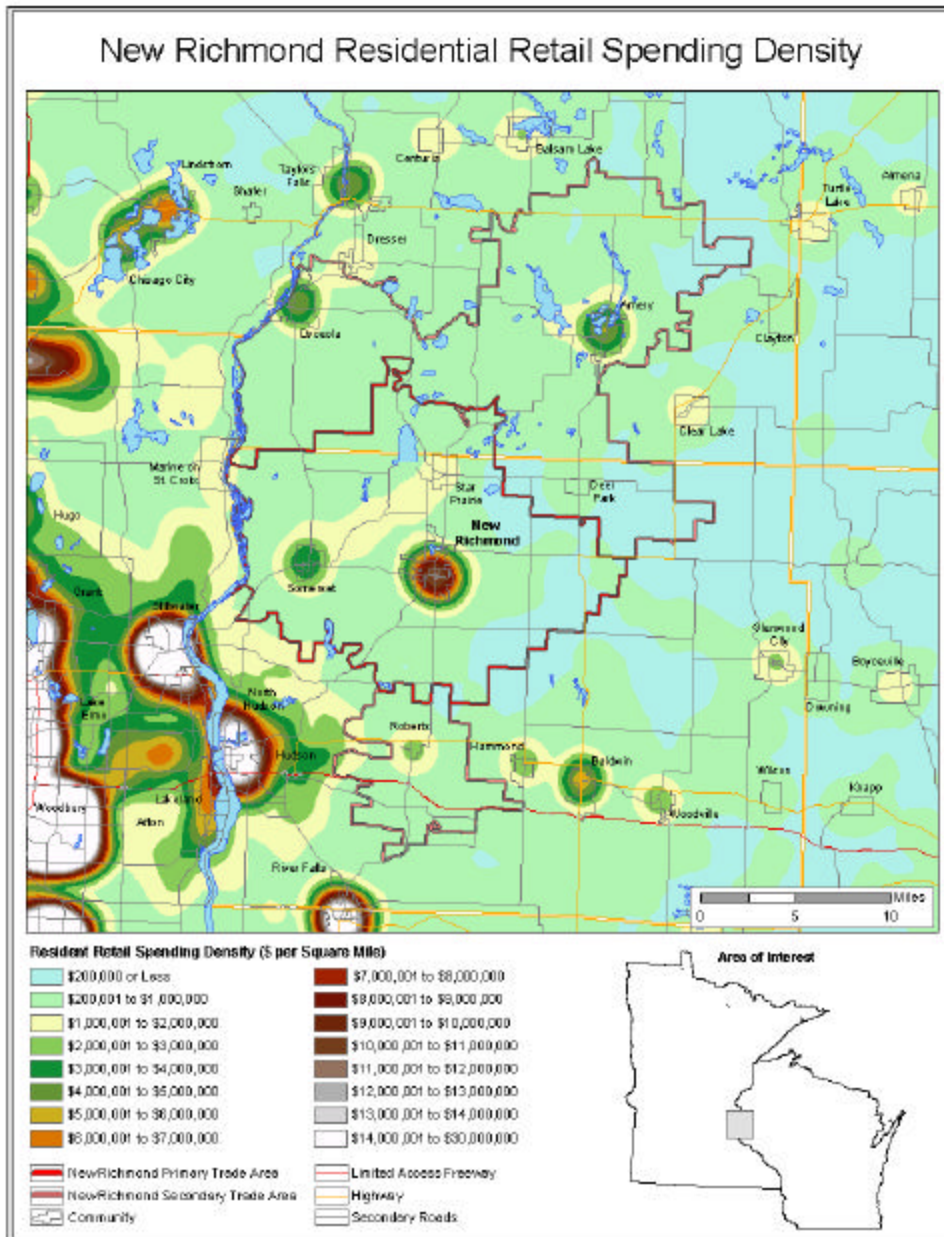 New Richmond Residential Retail Spending Density
Lindstrom
Taylors
Falls
Centuria
Balsam Lake
Shafer
Turtle
Lake
Almena
Dresser
Chisago City
Osceola
Amery
Clayton
Clear Lake
Marine on
St. Croix
Star
Prairie
Deer
Park
Hugo
New
Richmond
Grant
Somerset
Stillwater
Glenwood
City
Boyceville
Lake
Elmo
North
Hudson
Downing
Roberts
Hudson
Hammond
Baldwin
Wilson
Knapp
Woodbury
Lakeland
Afton
Woodville
River Falls
Miles
0 5 10
Resident Retail Spending Density ($ per Square Mile)
$200,000 or Less
$200,001 to $1,000,000
$1,000,001 to $2,000,000
$2,000,001 to $3,000,000
$3,000,001 to $4,000,000
$4,000,001 to $5,000,000
$5,000,001 to $6,000,000
$6,000,001 to $7,000,000
$7,000,001 to $8,000,000
$8,000,001 to $9,000,000
$9,000,001 to $10,000,000
$10,000,001 to $11,000,000
$11,000,001 to $12,000,000
$12,000,001 to $13,000,000
$13,000,001 to $14,000,000
$14,000,001 to $30,000,000
New Richmond Primary Trade Area
New Richmond Secondary Trade Area
Community
Limited Access Freeway
Highway
Secondary Roads
Area of Interest